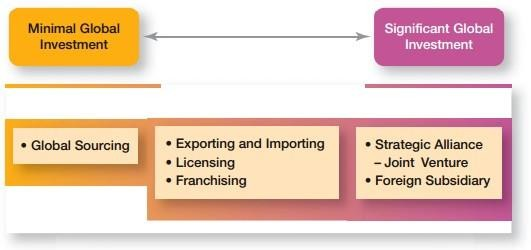 Minimal Global
Investment
Significant Global
Investment
• Global Sourcing
• Exporting and Importing
• Licensing
• Franchising
• Strategic Alliance
– Joint Venture
• Foreign Subsidiary